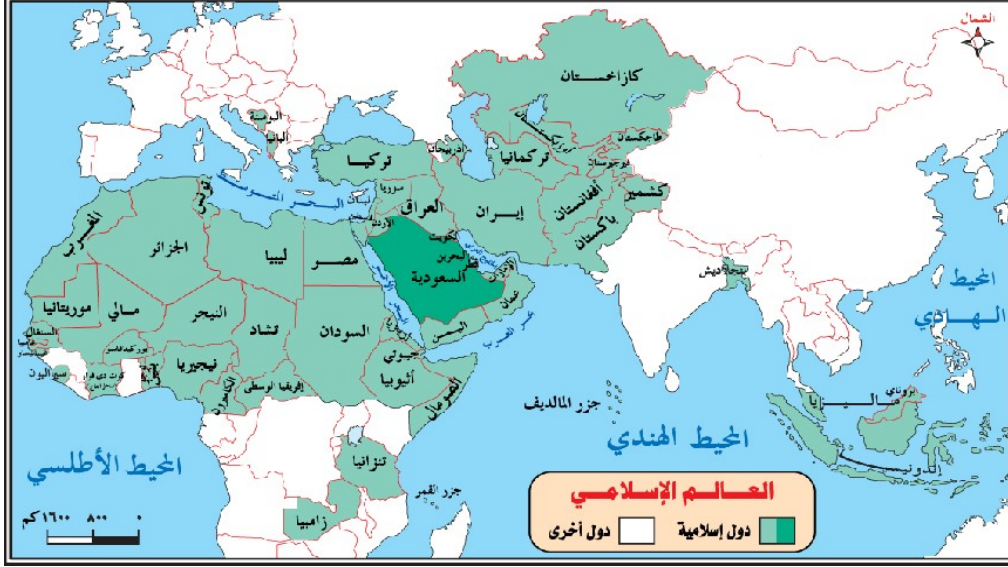 الشمال
كازاخستان
البوسنة
ألبانيا
أذربيجان
تركيا
تركمانيا
طاجكستان
كشمير
أفغانستان
باكستان
إيران
سوريا
العراق
الأردن
الكويت
البحرين
قطر
السعودية
الإمارات
عمان
اليمن
البحر المتوسط
البحر الأحمر
بحر العرب
تونس
المغرب
الجزائر
ليبيا
مصر
موريتانيا
مالي
النيجر
تشاد
السودان
السنغال
سيراليون
نيجيريا
الكاميرون
إفريقيا الوسطى
جيبوتي
أثيوبيا
الصومال
تنزانيا
زامبيا
جزر القمر
جزر المالديف
بنجلاديش
المحيط
الهادي
بروناي
ماليزيا
إندونيسيا
المحيط الهندي
المحيط الأطلسي
العالم الإسلامي
دول إسلامية
دول أخرى
٠ ٨٠٠ ١٦٠٠ كم